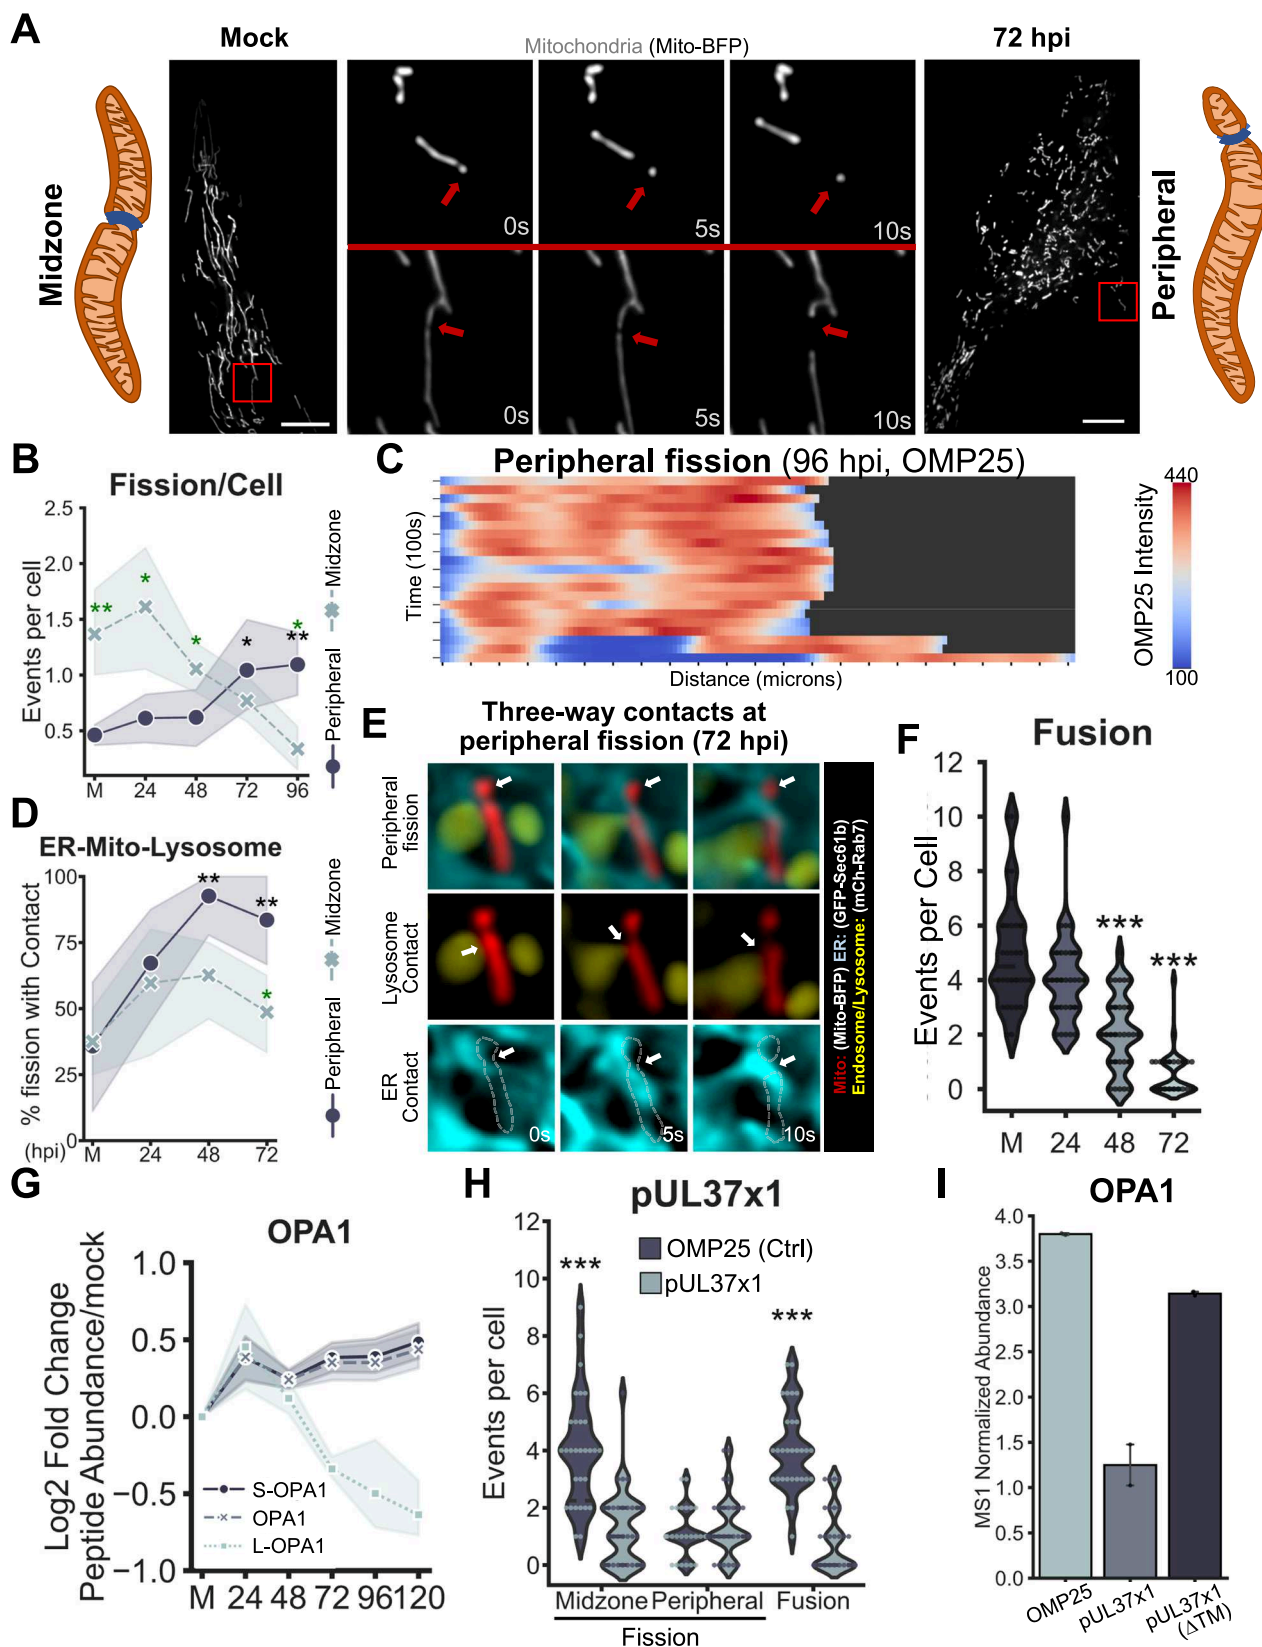 A
Mock
Mitochondria (Mito-BFP)
72 hpi
Midzone
0s
5s
10s
0s
5s
10s
Peripheral
B
Fission/Cell
Events per cell
2.5
2.0
1.5
1.0
0.5
**
*
*
*
*
**
M
24
48
72
96
Peripheral
Midzone
C
Peripheral fission (96 hpi, OMP25)
Time (100s)
Distance (microns)
OMP25 Intensity
440
100
D
ER-Mito-Lysosome
% fission with Contact
100
75
50
25
0
**
**
*
(hpi)
M
24
48
72
Peripheral
Midzone
E
Three-way contacts at
peripheral fission (72 hpi)
Peripheral
fission
Lysosome
Contact
ER
Contact
0s
5s
10s
Mito: (Mito-BFP) ER: (GFP-Sec61b)
Endosome/Lysosome: (mCh-Rab7)
F
Fusion
Events per Cell
12
10
8
6
4
2
0
***
***
M
24
48
72
G
OPA1
Log2 Fold Change
Peptide Abundance/mock
1.0
0.5
0.0
−0.5
−1.0
S-OPA1
OPA1
L-OPA1
M 24 48 72 96 120
H
pUL37x1
Events per cell
12
10
8
6
4
2
0
OMP25 (Ctrl)
pUL37x1
***
***
Midzone Peripheral Fusion
Fission
I
OPA1
MS1 Normalized Abundance
4.0
3.5
3.0
3.5
2.0
1.5
1.0
0.5
0.0
OMP25
pUL37x1
pUL37x1
(ΔTM)